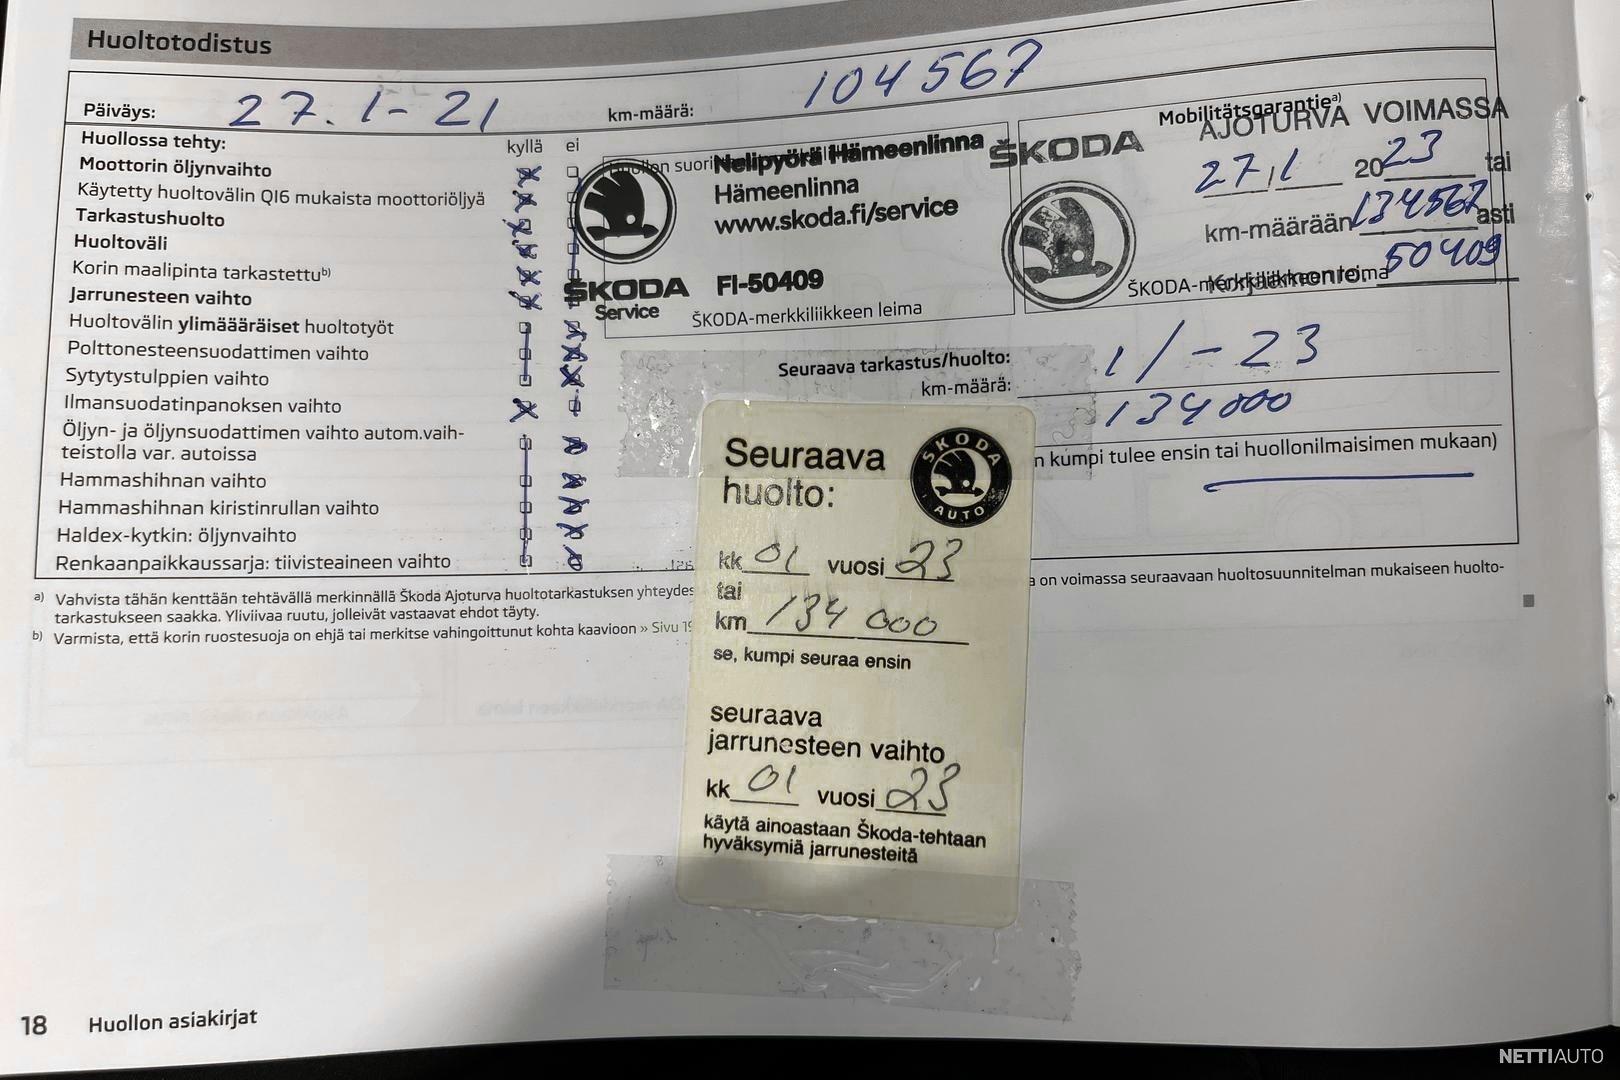 Huoltotodistus
Päiväys: 27. 1- 21
km-määrä: 104 567
Huollossa tehty: kyllä ei
Moottorin öljynvaihto
Käytetty huoltovälin QI6 mukaista moottoriöljyä
Tarkastushuolto
Huoltoväli
Korin maalipinta tarkastettu b)
Jarrunesteen vaihto
Huoltovälin ylimääräiset huoltotyöt
Polttonesteensuodattimen vaihto
Sytytystulppien vaihto
Ilmansuodatinpanoksen vaihto
Öljyn- ja öljynsuodattimen vaihto autom.vaih-
teistolla var. autoissa
Hammashihnan vaihto
Hammashihnan kiristinrullan vaihto
Haldex-kytkin: öljynvaihto
Renkaanpaikkaussarja: tiivisteaineen vaihto
Nelipyörä Hämeenlinna
Hämeenlinna
www.skoda.fi/service
FI-50409
ŠKODA
Service
ŠKODA-merkkiliikkeen leima
ŠKODA
Mobilitätsgarantie a)
AJOTURVA VOIMASSA
27.1 2023 tai
km-määrään 134567 asti
Korjaamon no. 50409
ŠKODA-merkkiliikkeen leima
Seuraava tarkastus/huolto: 1/-23
km-määrä: 134000
n kumpi tulee ensin tai huollonilmaisimen mukaan)
Seuraava
huolto:
ŠKODA
AUTO
kk 01 vuosi 23
tai
km 134 000
se, kumpi seuraa ensin
seuraava
jarrunesteen vaihto
kk 01 vuosi 23
käytä ainoastaan Škoda-tehtaan
hyväksymiä jarrunesteitä
a) Vahvista tähän kenttään tehtävällä merkinnällä Škoda Ajoturva huoltotarkastuksen yhteydes
a on voimassa seuraavaan huoltosuunnitelman mukaiseen huolto-
tarkastukseen saakka. Yliviivaa ruutu, jolleivät vastaavat ehdot täyty.
b) Varmista, että korin ruostesuoja on ehjä tai merkitse vahingoittunut kohta kaavioon » Sivu 19
18 Huollon asiakirjat
NETTIAUTO